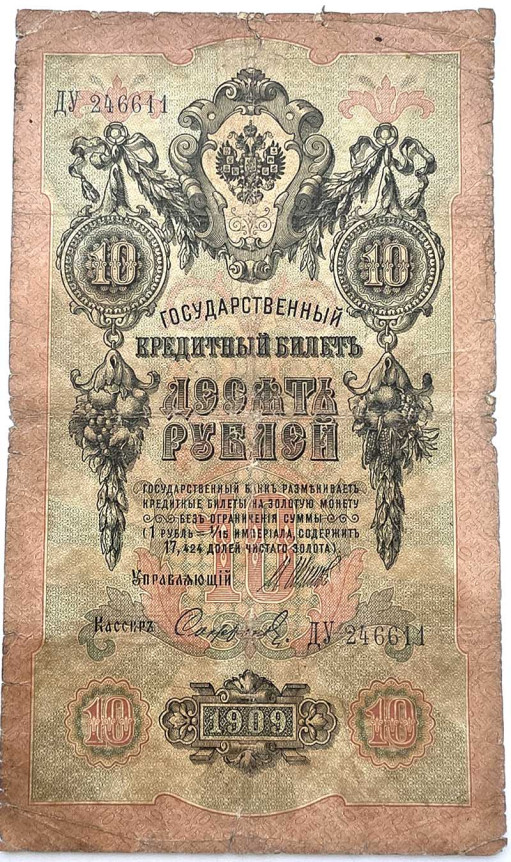 ДУ 246611
10 10
ГОСУДАРСТВЕННЫЙ
КРЕДИТНЫЙ БИЛЕТЪ
ДЕСЯТЬ
РУБЛЕЙ
ГОСУДАРСТВЕННЫЙ БАНКЪ РАЗМѢНИВАЕТЪ
КРЕДИТНЫЕ БИЛЕТЫ НА ЗОЛОТУЮ МОНЕТУ
БЕЗЪ ОГРАНИЧЕНІЯ СУММЫ
(1 РУБЛЬ = 1/15 ИМПЕРІАЛА, СОДЕРЖИТЪ
17,424 ДОЛЕЙ ЧИСТАГО ЗОЛОТА)
10
УПРАВЛЯЮЩІЙ
КАССИРЪ
ДУ 246611
10 1909 10